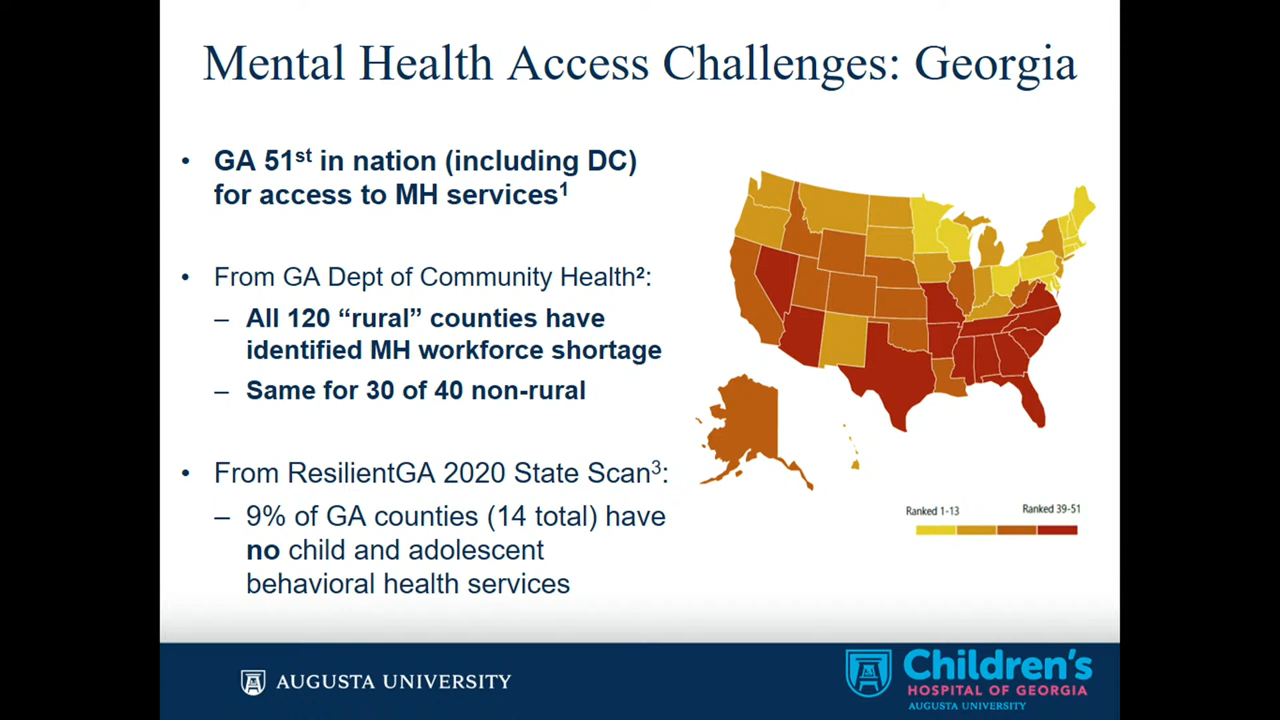 Mental Health Access Challenges: Georgia
• GA 51st in nation (including DC)
for access to MH services¹
• From GA Dept of Community Health²:
– All 120 “rural” counties have
identified MH workforce shortage
– Same for 30 of 40 non-rural
• From ResilientGA 2020 State Scan³:
– 9% of GA counties (14 total) have
no child and adolescent
behavioral health services
Ranked 1-13
Ranked 39-51
AUGUSTA UNIVERSITY
Children's
HOSPITAL OF GEORGIA
AUGUSTA UNIVERSITY